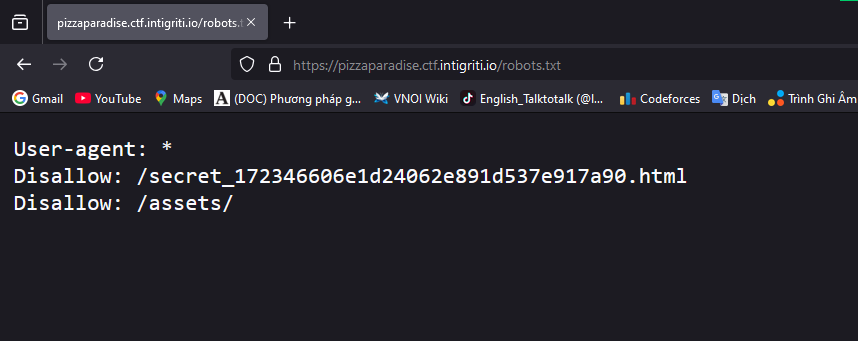 pizzaparadise.ctf.intigriti.io/robots.t
https://pizzaparadise.ctf.intigriti.io/robots.txt
Gmail YouTube Maps (DOC) Phương pháp g... VNOI Wiki English_Talktotalk (@l... Codeforces Dịch Trình Ghi Âm
User-agent: *
Disallow: /secret_172346606e1d24062e891d537e917a90.html
Disallow: /assets/